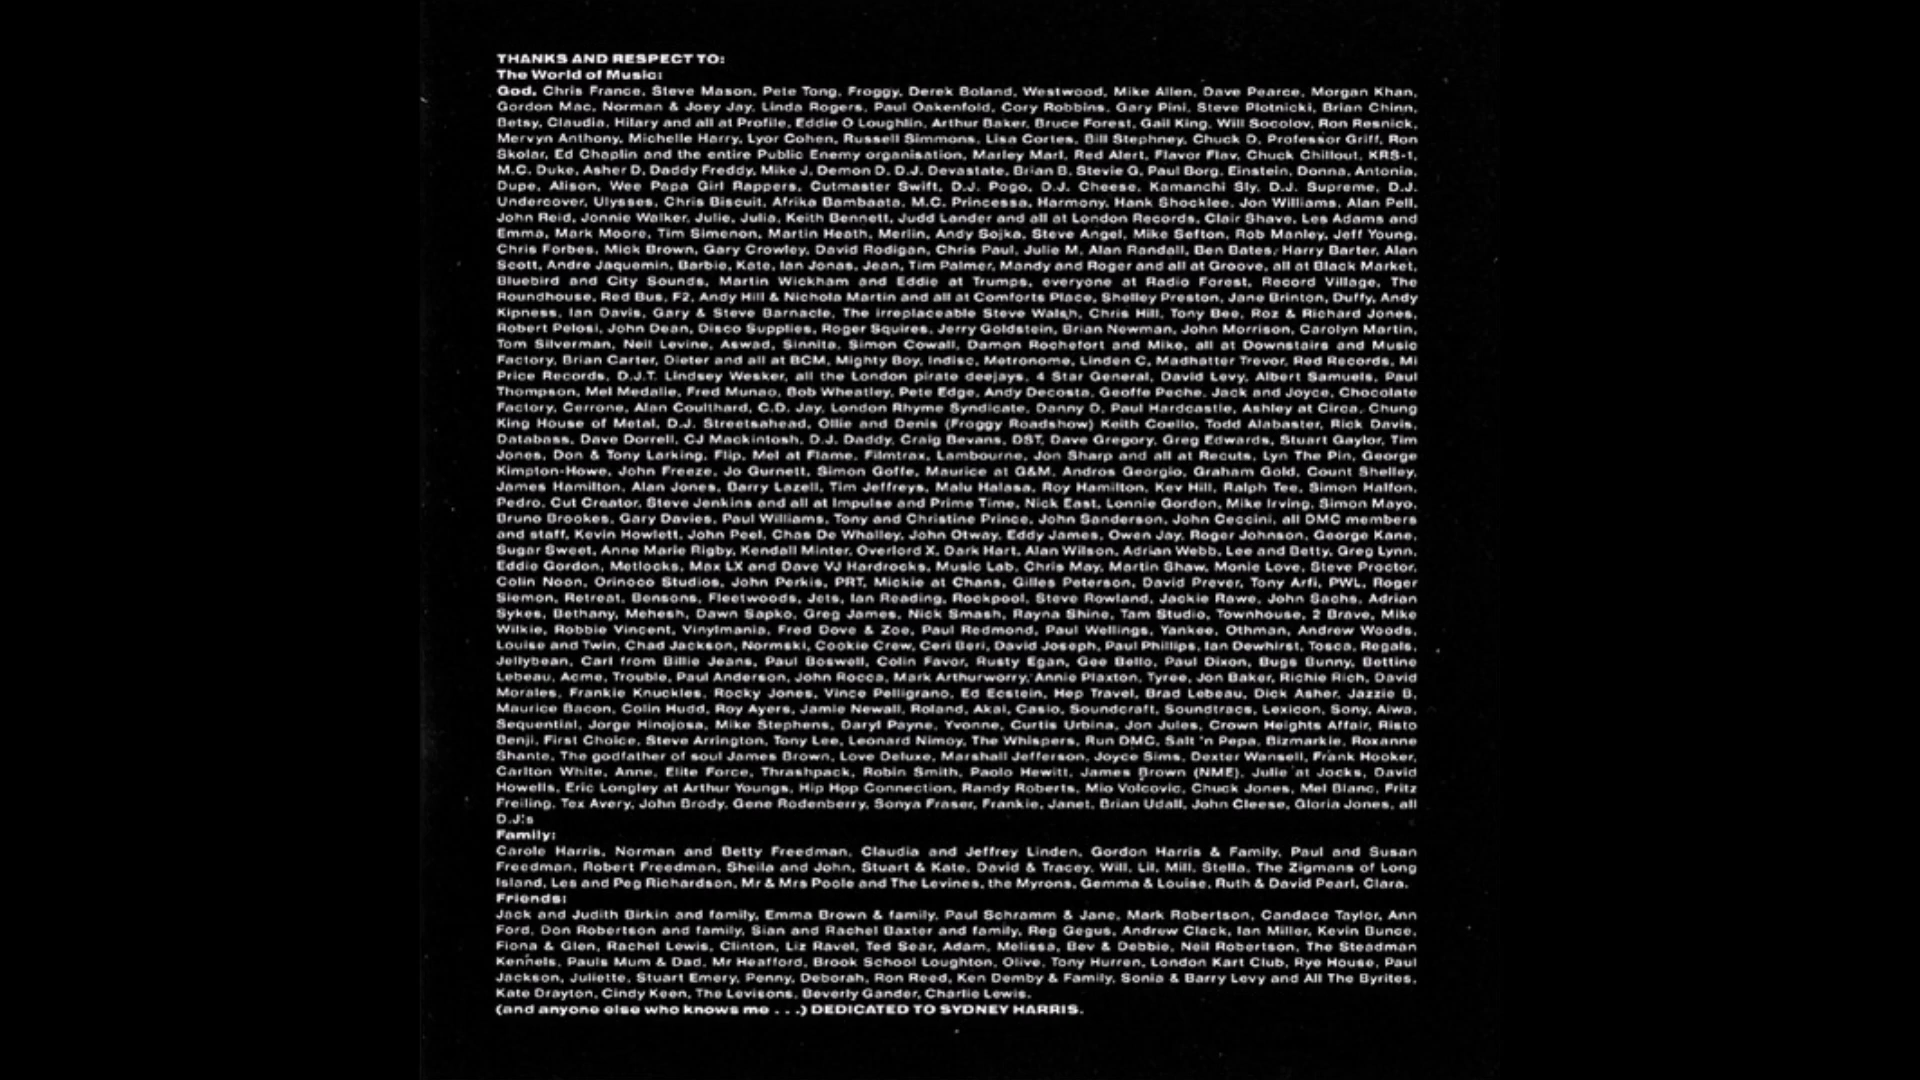 THANKS AND RESPECT TO:
The World of Music:
God, Chris France, Steve Mason, Pete Tong, Froggy, Derek Boland, Westwood, Mike Allen, Dave Pearce, Morgan Khan,
Gordon Mac, Norman & Joey Jay, Linda Rogers, Paul Oakenfold, Cory Robbins, Gary Pini, Steve Plotnicki, Brian Chinn,
Betsy, Claudia, Hilary and all at Profile, Eddie O Loughlin, Arthur Baker, Bruce Forest, Gail King, Will Socolov, Ron Resnick,
Mervyn Anthony, Michelle Harry, Lyor Cohen, Russell Simmons, Lisa Cortes, Bill Stephney, Chuck D, Professor Griff, Ron
Skolar, Ed Chaplin and the entire Public Enemy organisation, Marley Marl, Red Alert, Flavor Flav, Chuck Chillout, KRS-1,
M.C. Duke, Asher D, Daddy Freddy, Mike J, Demon D, D.J. Devastate, Brian B, Stevie G, Paul Borg, Einstein, Donna, Antonia,
Dupe, Alison, Wee Papa Girl Rappers, Cutmaster Swift, D.J. Pogo, D.J. Cheese, Kamanchi Sly, D.J. Supreme, D.J.
Undercover, Ulysses, Chris Biscuit, Afrika Bambaata, M.C. Princessa, Harmony, Hank Shocklee, Jon Williams, Alan Pell,
John Reid, Jonnie Walker, Julie, Julia, Keith Bennett, Judd Lander and all at London Records, Clair Shave, Les Adams and
Emma, Mark Moore, Tim Simenon, Martin Heath, Merlin, Andy Sojka, Steve Angel, Mike Sefton, Rob Manley, Jeff Young,
Chris Forbes, Mick Brown, Gary Crowley, David Rodigan, Chris Paul, Julie M, Alan Randall, Ben Bates, Harry Barter, Alan
Scott, Andre Jaquemin, Barbie, Kate, Ian Jonas, Jean, Tim Palmer, Mandy and Roger and all at Groove, all at Black Market,
Bluebird and City Sounds, Martin Wickham and Eddie at Trumps, everyone at Radio Forest, Record Village, The
Roundhouse, Red Bus, F2, Andy Hill & Nichola Martin and all at Comforts Place, Shelley Preston, Jane Brinton, Duffy, Andy
Kipness, Ian Davis, Gary & Steve Barnacle, The irreplaceable Steve Walsh, Chris Hill, Tony Bee, Roz & Richard Jones,
Robert Pelosi, John Dean, Disco Supplies, Roger Squires, Jerry Goldstein, Brian Newman, John Morrison, Carolyn Martin,
Tom Silverman, Neil Levine, Aswad, Sinnita, Simon Cowall, Damon Rochefort and Mike, all at Downstairs and Music
Factory, Brian Carter, Dieter and all at BCM, Mighty Boy, Indisc, Metronome, Linden C, Madhatter Trevor, Red Records, Mi
Price Records, D.J.T. Lindsey Wesker, all the London pirate deejays, 4 Star General, David Levy, Albert Samuels, Paul
Thompson, Mel Medalie, Fred Munao, Bob Wheatley, Pete Edge, Andy Decosta, Geoffe Peche, Jack and Joyce, Chocolate
Factory, Cerrone, Alan Coulthard, C.D. Jay, London Rhyme Syndicate, Danny D, Paul Hardcastle, Ashley at Circa, Chung
King House of Metal, D.J. Streetsahead, Ollie and Denis (Froggy Roadshow) Keith Coello, Todd Alabaster, Rick Davis,
Databass, Dave Dorrell, CJ Mackintosh, D.J. Daddy, Craig Bevans, DST, Dave Gregory, Greg Edwards, Stuart Gaylor, Tim
Jones, Don & Tony Larking, Flip, Mel at Flame, Filmtrax, Lambourne, Jon Sharp and all at Recuts, Lyn The Pin, George
Kimpton-Howe, John Freeze, Jo Gurnett, Simon Goffe, Maurice at G&M, Andros Georgio, Graham Gold, Count Shelley,
James Hamilton, Alan Jones, Barry Lazell, Tim Jeffreys, Malu Halasa, Roy Hamilton, Kev Hill, Ralph Tee, Simon Halfon,
Pedro, Cut Creator, Steve Jenkins and all at Impulse and Prime Time, Nick East, Lonnie Gordon, Mike Irving, Simon Mayo,
Bruno Brookes, Gary Davies, Paul Williams, Tony and Christine Prince, John Sanderson, John Ceccini, all DMC members
and staff, Kevin Howlett, John Peel, Chas De Whalley, John Otway, Eddy James, Owen Jay, Roger Johnson, George Kane,
Sugar Sweet, Anne Marie Rigby, Kendall Minter, Overlord X, Dark Hart, Alan Wilson, Adrian Webb, Lee and Betty, Greg Lynn,
Eddie Gordon, Metlocks, Max LX and Dave VJ Hardrocks, Music Lab, Chris May, Martin Shaw, Monie Love, Steve Proctor,
Colin Noon, Orinoco Studios, John Perkis, PRT, Mickie at Chans, Gilles Peterson, David Prever, Tony Arfi, PWL, Roger
Siemon, Retreat, Bensons, Fleetwoods, Jets, Ian Reading, Rockpool, Steve Rowland, Jackie Rawe, John Sachs, Adrian
Sykes, Bethany, Mehesh, Dawn Sapko, Greg James, Nick Smash, Rayna Shine, Tam Studio, Townhouse, 2 Brave, Mike
Wilkie, Robbie Vincent, Vinylmania, Fred Dove & Zoe, Paul Redmond, Paul Wellings, Yankee, Othman, Andrew Woods,
Louise and Twin, Chad Jackson, Normski, Cookie Crew, Ceri Beri, David Joseph, Paul Phillips, Ian Dewhirst, Tosca, Regals,
Jellybean, Carl from Billie Jeans, Paul Boswell, Colin Favor, Rusty Egan, Gee Bello, Paul Dixon, Bugs Bunny, Bettine
Lebeau, Acme, Trouble, Paul Anderson, John Rocca, Mark Arthurworry, Annie Plaxton, Tyree, Jon Baker, Richie Rich, David
Morales, Frankie Knuckles, Rocky Jones, Vince Pelligrano, Ed Ecstein, Hep Travel, Brad Lebeau, Dick Asher, Jazzie B,
Maurice Bacon, Colin Hudd, Roy Ayers, Jamie Newall, Roland, Akai, Casio, Soundcraft, Soundtracs, Lexicon, Sony, Aiwa,
Sequential, Jorge Hinojosa, Mike Stephens, Daryl Payne, Yvonne, Curtis Urbina, Jon Jules, Crown Heights Affair, Risto
Benji, First Choice, Steve Arrington, Tony Lee, Leonard Nimoy, The Whispers, Run DMC, Salt 'n Pepa, Bizmarkie, Roxanne
Shante, The godfather of soul James Brown, Love Deluxe, Marshall Jefferson, Joyce Sims, Dexter Wansell, Frank Hooker,
Carlton White, Anne, Elite Force, Thrashpack, Robin Smith, Paolo Hewitt, James Brown (NME), Julie at Jocks, David
Howells, Eric Longley at Arthur Youngs, Hip Hop Connection, Randy Roberts, Mio Volcovic, Chuck Jones, Mel Blanc, Fritz
Freiling, Tex Avery, John Brody, Gene Rodenberry, Sonya Fraser, Frankie, Janet, Brian Udall, John Cleese, Gloria Jones, all
D.J.'s
Family:
Carole Harris, Norman and Betty Freedman, Claudia and Jeffrey Linden, Gordon Harris & Family, Paul and Susan
Freedman, Robert Freedman, Sheila and John, Stuart & Kate, David & Tracey, Will, Lil, Mill, Stella, The Zigmans of Long
Island, Les and Peg Richardson, Mr & Mrs Poole and The Levines, the Myrons, Gemma & Louise, Ruth & David Pearl, Clara.
Friends:
Jack and Judith Birkin and family, Emma Brown & family, Paul Schramm & Jane, Mark Robertson, Candace Taylor, Ann
Ford, Don Robertson and family, Sian and Rachel Baxter and family, Reg Gegus, Andrew Clack, Ian Miller, Kevin Bunce,
Fiona & Glen, Rachel Lewis, Clinton, Liz Ravel, Ted Sear, Adam, Melissa, Bev & Debbie, Neil Robertson, The Steadman
Kennels, Pauls Mum & Dad, Mr Heafford, Brook School Loughton, Olive, Tony Hurren, London Kart Club, Rye House, Paul
Jackson, Juliette, Stuart Emery, Penny, Deborah, Ron Reed, Ken Demby & Family, Sonia & Barry Levy and All The Byrites,
Kate Drayton, Cindy Keen, The Levisons, Beverly Gander, Charlie Lewis.
(and anyone else who knows me . . .) DEDICATED TO SYDNEY HARRIS.